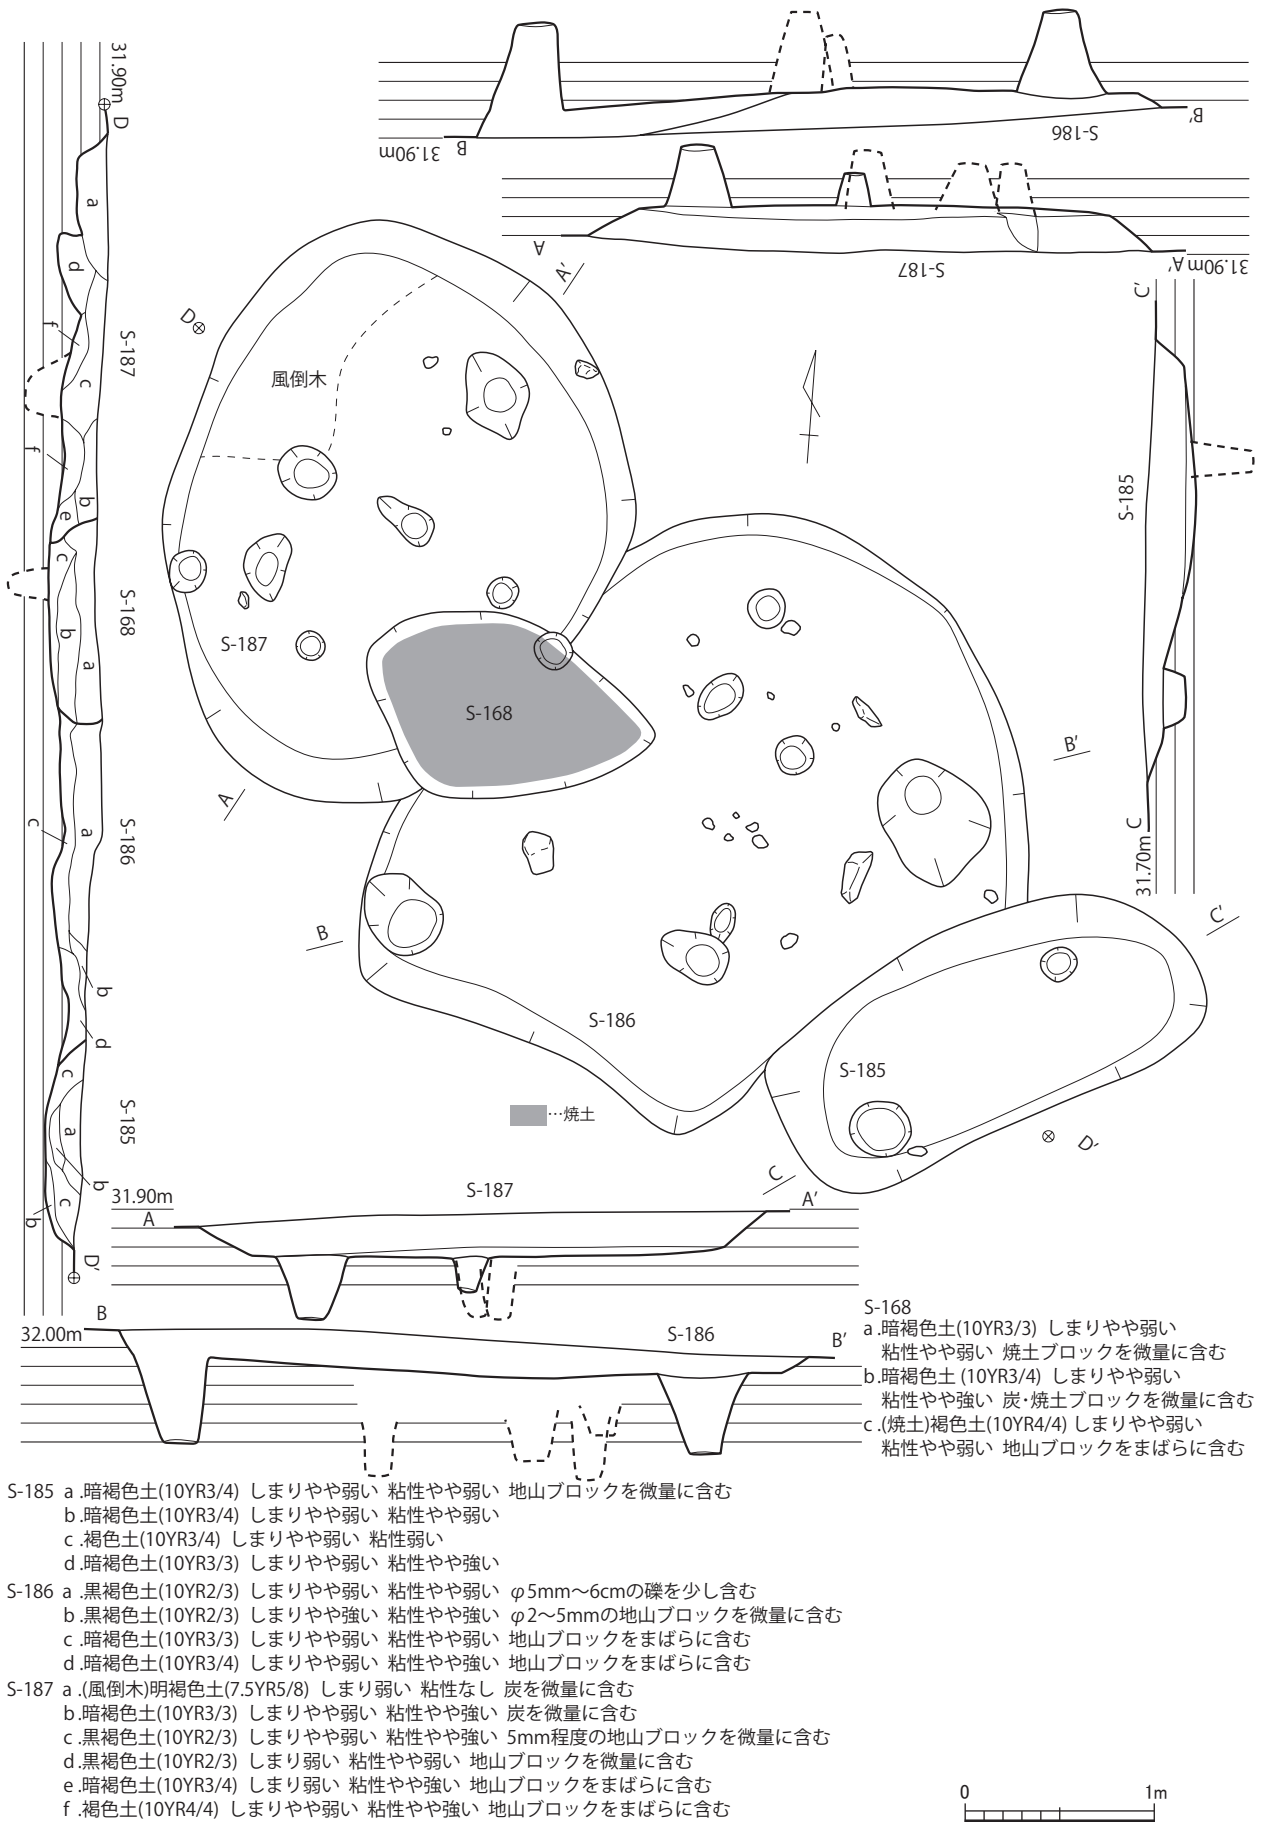 31.90m
D
a
d
f
S-187
c
f
b
e
c
S-168
b
a
c
a
S-186
b
d
c
S-185
a
b
c
b
D'
31.90m
B
S-186
B'
A
S-187
A'
31.90m
C'
S-185
C
31.70m
A'
D
風倒木
S-187
S-168
A
B'
B
S-186
C'
S-185
D'
C
…焼土
S-187
31.90m
A
A'
B
32.00m
S-186
B'
S-168
a.暗褐色土(10YR3/3) しまりやや弱い
粘性やや弱い 焼土ブロックを微量に含む
b.暗褐色土(10YR3/4) しまりやや弱い
粘性やや強い 炭・焼土ブロックを微量に含む
c.(焼土)褐色土(10YR4/4) しまりやや弱い
粘性やや弱い 地山ブロックをまばらに含む
S-185 a.暗褐色土(10YR3/4) しまりやや弱い 粘性やや弱い 地山ブロックを微量に含む
b.暗褐色土(10YR3/4) しまりやや弱い 粘性やや弱い
c.褐色土(10YR3/4) しまりやや弱い 粘性弱い
d.暗褐色土(10YR3/3) しまりやや弱い 粘性やや強い
S-186 a.黒褐色土(10YR2/3) しまりやや弱い 粘性やや弱い φ5mm～6cmの礫を少し含む
b.黒褐色土(10YR2/3) しまりやや強い 粘性やや強い φ2～5mmの地山ブロックを微量に含む
c.暗褐色土(10YR3/3) しまりやや弱い 粘性やや弱い 地山ブロックをまばらに含む
d.暗褐色土(10YR3/4) しまりやや弱い 粘性やや強い 地山ブロックをまばらに含む
S-187 a.(風倒木)明褐色土(7.5YR5/8) しまり弱い 粘性なし 炭を微量に含む
b.暗褐色土(10YR3/3) しまりやや弱い 粘性やや強い 炭を微量に含む
c.黒褐色土(10YR2/3) しまりやや弱い 粘性やや強い 5mm程度の地山ブロックを微量に含む
d.黒褐色土(10YR2/3) しまり弱い 粘性やや弱い 地山ブロックを微量に含む
e.暗褐色土(10YR3/4) しまり弱い 粘性やや強い 地山ブロックをまばらに含む
f.褐色土(10YR4/4) しまりやや弱い 粘性やや強い 地山ブロックをまばらに含む
0 1m